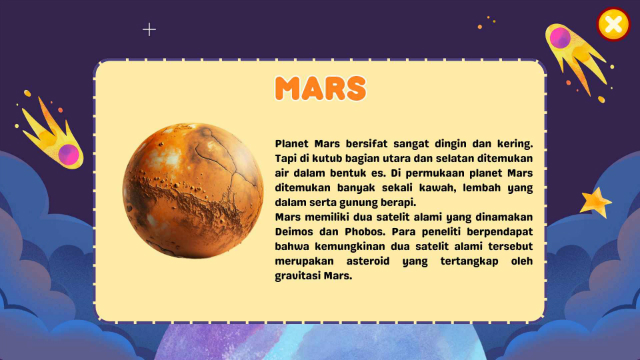 MARS
Planet Mars bersifat sangat dingin dan kering.
Tapi di kutub bagian utara dan selatan ditemukan
air dalam bentuk es. Di permukaan planet Mars
ditemukan banyak sekali kawah, lembah yang
dalam serta gunung berapi.
Mars memiliki dua satelit alami yang dinamakan
Deimos dan Phobos. Para peneliti berpendapat
bahwa kemungkinan dua satelit alami tersebut
merupakan asteroid yang tertangkap oleh
gravitasi Mars.